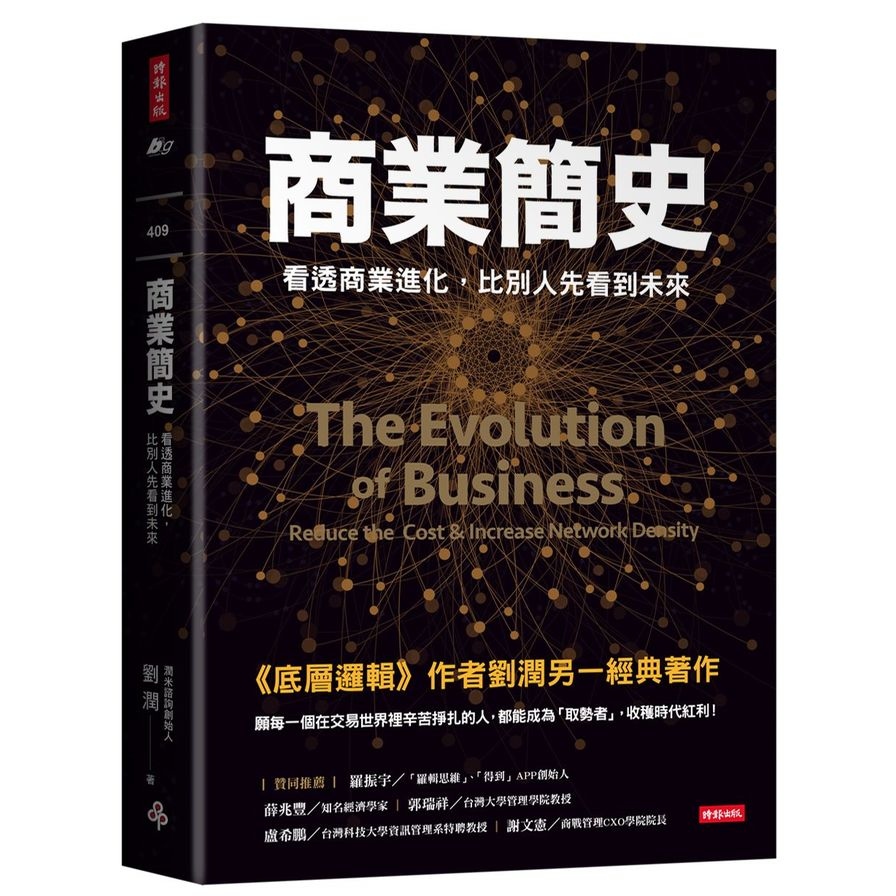 時報出版
big
409
商業簡史
看透商業進化，
比別人先看到未來
潤米諮詢創始人
劉潤
著
商業簡史
看透商業進化，比別人先看到未來
The Evolution
of Business
Reduce the Cost & Increase Network Density
《底層邏輯》作者劉潤另一經典著作
願每一個在交易世界裡辛苦掙扎的人，都能成為「取勢者」，收穫時代紅利！
｜贊同推薦｜ 羅振宇／「羅輯思維」、「得到」APP創始人
薛兆豐／知名經濟學家｜郭瑞祥／台灣大學管理學院教授
盧希鵬／台灣科技大學資訊管理系特聘教授｜謝文憲／商戰管理CXO學院院長
時報出版